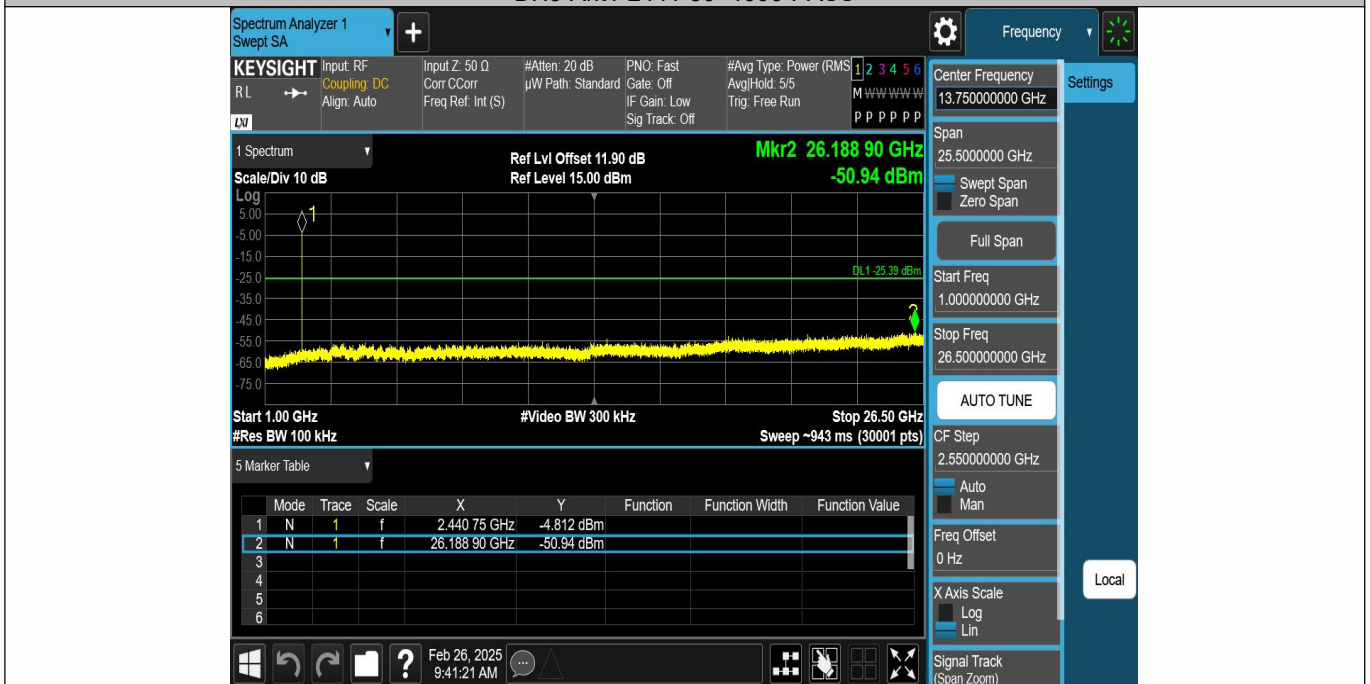 Spectrum Analyzer 1
Swept SA
+
Frequency
KEYSIGHT
RL
LXI
Input: RF
Coupling: DC
Align: Auto
Input Z: 50 Ω
Corr CCorr
Freq Ref: Int (S)
#Atten: 20 dB
µW Path: Standard
PNO: Fast
Gate: Off
IF Gain: Low
Sig Track: Off
#Avg Type: Power (RMS
Avg|Hold: 5/5
Trig: Free Run
1 2 3 4 5 6
M W W W W W
P P P P P P
1 Spectrum
Scale/Div 10 dB
Ref Lvl Offset 11.90 dB
Ref Level 15.00 dBm
Mkr2 26.188 90 GHz
-50.94 dBm
Log
5.00
-5.00
-15.0
-25.0
-35.0
-45.0
-55.0
-65.0
-75.0
1
DL1 -25.39 dBm
Start 1.00 GHz
#Res BW 100 kHz
#Video BW 300 kHz
Stop 26.50 GHz
Sweep ~943 ms (30001 pts)
5 Marker Table
Mode Trace Scale X Y Function Function Width Function Value
1 N 1 f 2.440 75 GHz -4.812 dBm
2 N 1 f 26.188 90 GHz -50.94 dBm
3
4
5
6
Feb 26, 2025
9:41:21 AM
?
Center Frequency
13.750000000 GHz
Settings
Span
25.5000000 GHz
Swept Span
Zero Span
Full Span
Start Freq
1.000000000 GHz
Stop Freq
26.500000000 GHz
AUTO TUNE
CF Step
2.550000000 GHz
Auto
Man
Freq Offset
0 Hz
X Axis Scale
Log
Lin
Local
Signal Track
(Span Zoom)